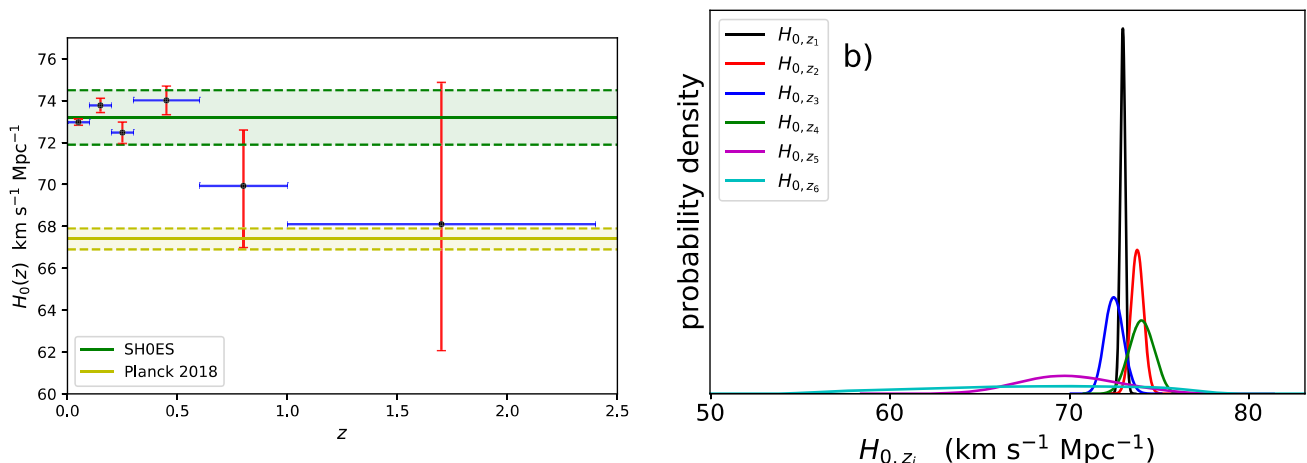 76
74
72
70
68
66
64
62
60
H₀(z) km s⁻¹ Mpc⁻¹
SH0ES
Planck 2018
0.0 0.5 1.0 1.5 2.0 2.5
z
b)
H₀,z₁
H₀,z₂
H₀,z₃
H₀,z₄
H₀,z₅
H₀,z₆
probability density
50 60 70 80
H₀,zᵢ (km s⁻¹ Mpc⁻¹)